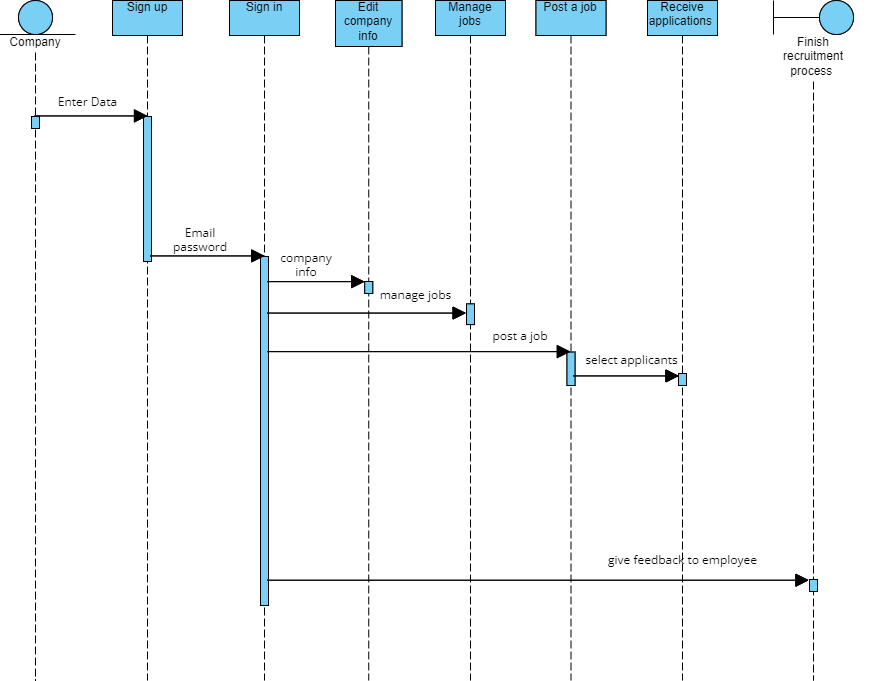 Sign up
Sign in
Edit
company
info
Manage
jobs
Post a job
Receive
applications
Company
Finish
recruitment
process
Enter Data
Email
password
company
info
manage jobs
post a job
select applicants
give feedback to employee